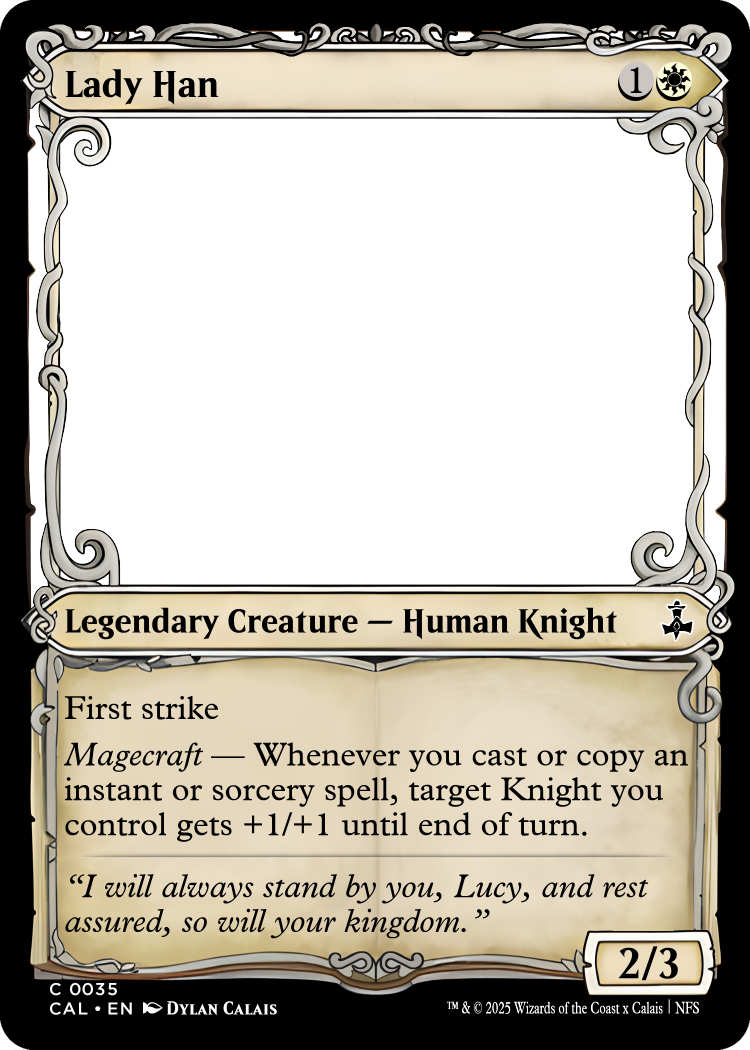 Lady Han 1
Legendary Creature — Human Knight
First strike
Magecraft — Whenever you cast or copy an
instant or sorcery spell, target Knight you
control gets +1/+1 until end of turn.
“I will always stand by you, Lucy, and rest
assured, so will your kingdom.”
2/3
C 0035
CAL • EN DYLAN CALAIS
™ & © 2025 Wizards of the Coast x Calais | NFS